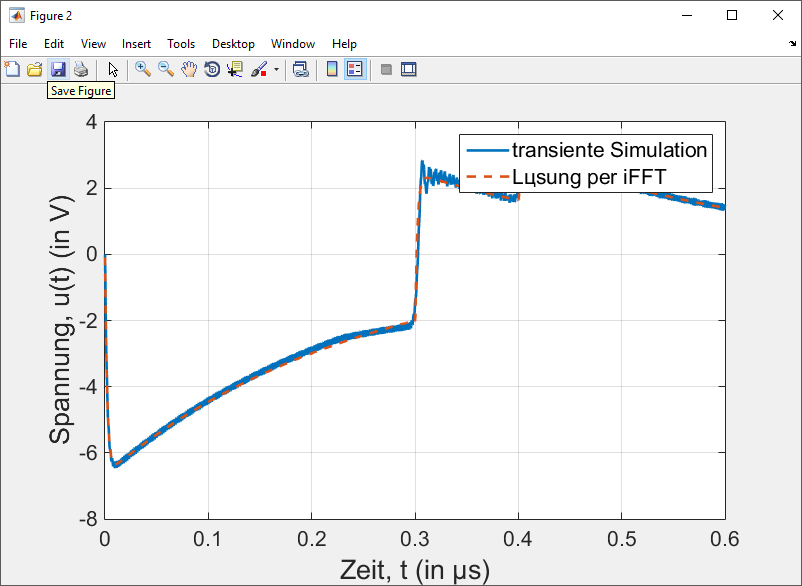 Figure 2
File Edit View Insert Tools Desktop Window Help
Save Figure
4
2
0
-2
-4
-6
-8
transiente Simulation
Lцsung per iFFT
Spannung, u(t) (in V)
0 0.1 0.2 0.3 0.4 0.5 0.6
Zeit, t (in µs)